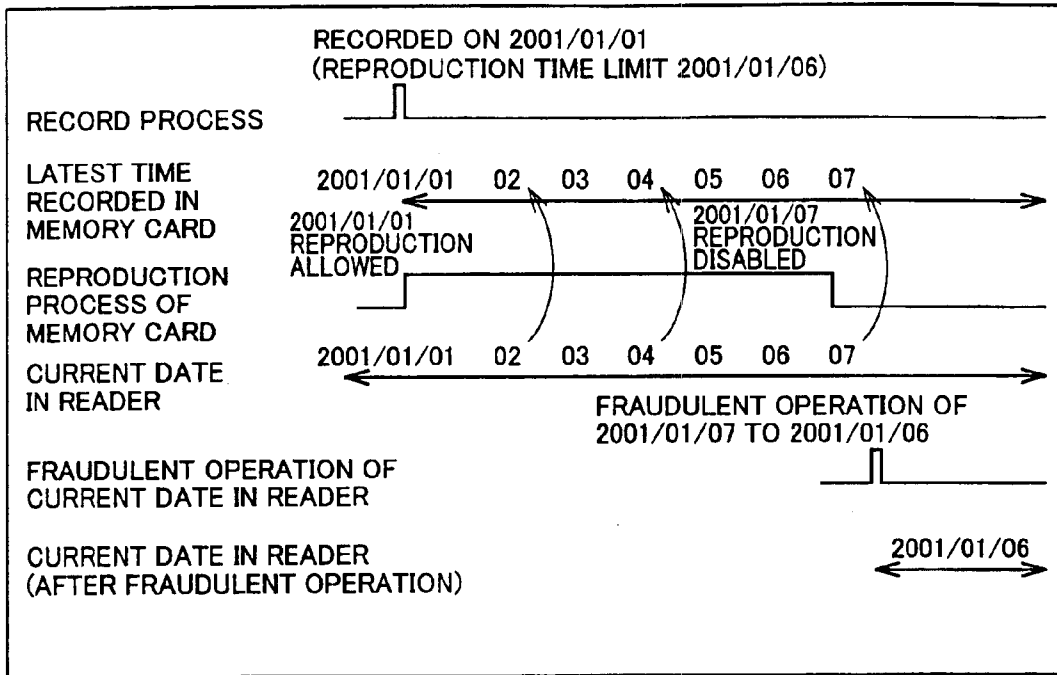 RECORDED ON 2001/01/01
(REPRODUCTION TIME LIMIT 2001/01/06)
RECORD PROCESS
LATEST TIME
RECORDED IN
MEMORY CARD
2001/01/01 02 03 04 05 06 07
2001/01/01
REPRODUCTION
ALLOWED
2001/01/07
REPRODUCTION
DISABLED
REPRODUCTION
PROCESS OF
MEMORY CARD
CURRENT DATE
IN READER
2001/01/01 02 03 04 05 06 07
FRAUDULENT OPERATION OF
2001/01/07 TO 2001/01/06
FRAUDULENT OPERATION OF
CURRENT DATE IN READER
CURRENT DATE IN READER
(AFTER FRAUDULENT OPERATION)
2001/01/06